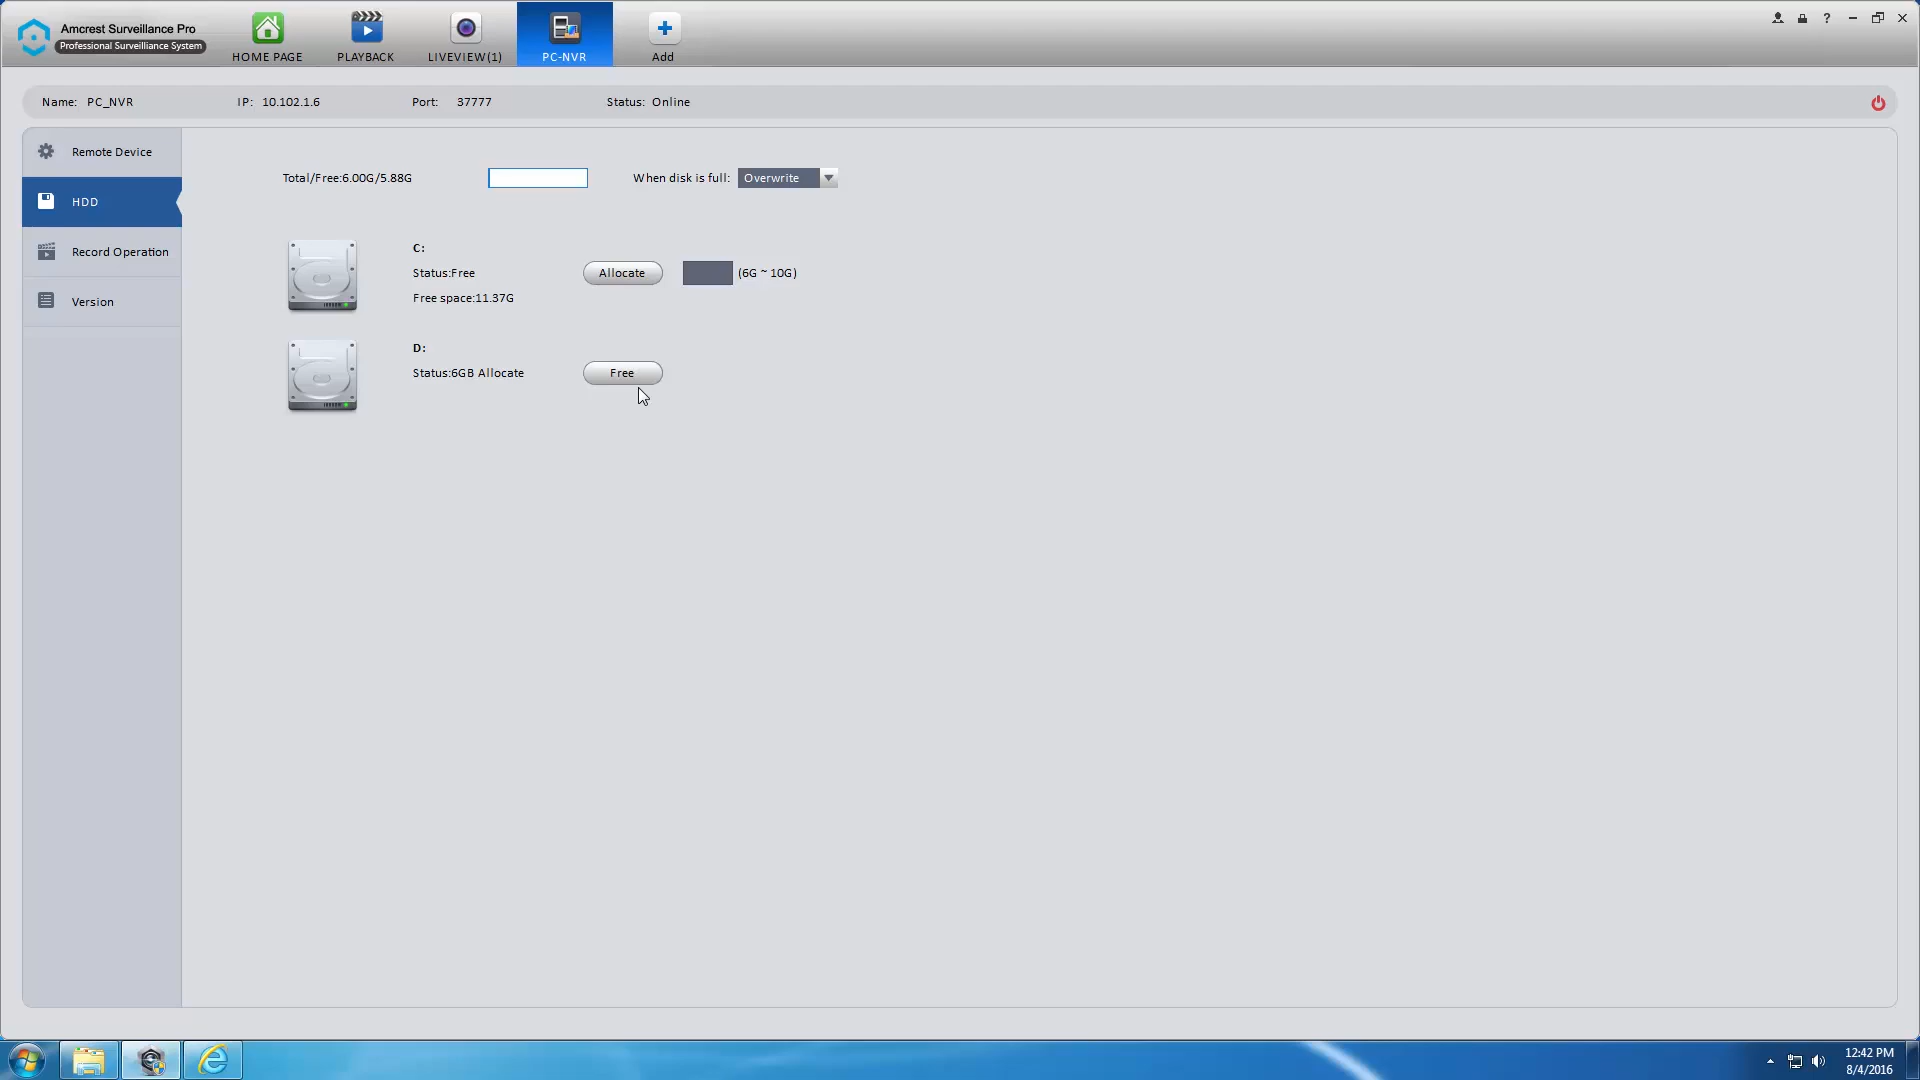 Amcrest Surveillance Pro
Professional Surveillance System
HOME PAGE
PLAYBACK
LIVEVIEW(1)
PC-NVR
Add
?
Name: PC_NVR
IP: 10.102.1.6
Port: 37777
Status: Online
Remote Device
HDD
Record Operation
Version
Total/Free:6.00G/5.88G
When disk is full: Overwrite
C:
Status:Free
Allocate
(6G ~ 10G)
Free space:11.37G
D:
Status:6GB Allocate
Free
12:42 PM
8/4/2016